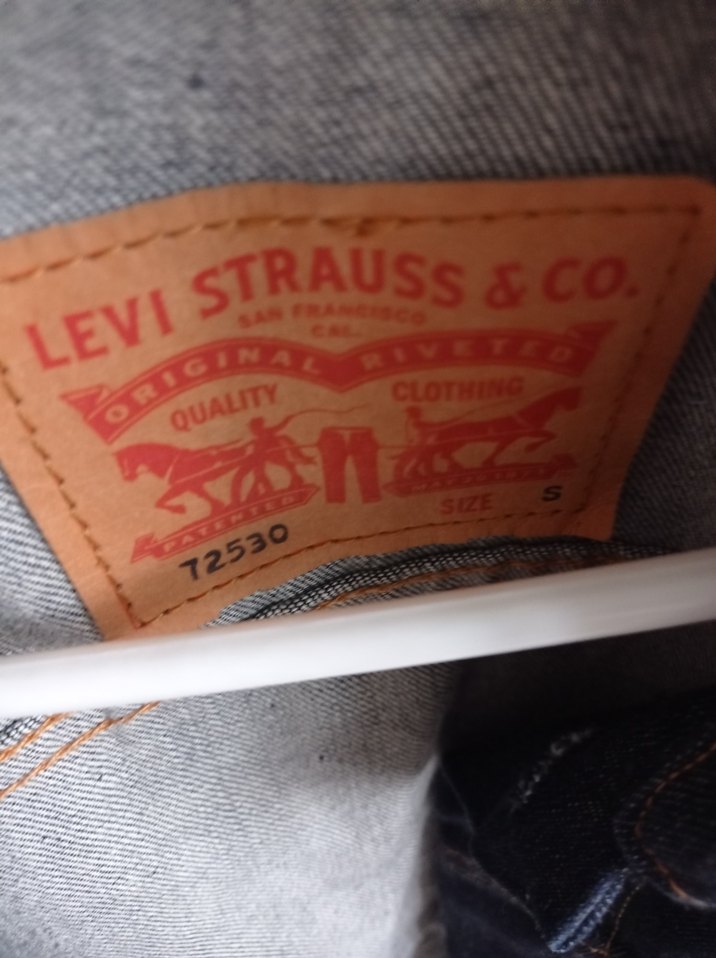 LEVI STRAUSS & CO.
SAN FRANCISCO
CAL.
ORIGINAL RIVETED
QUALITY CLOTHING
PATENTED
SIZE S
72530